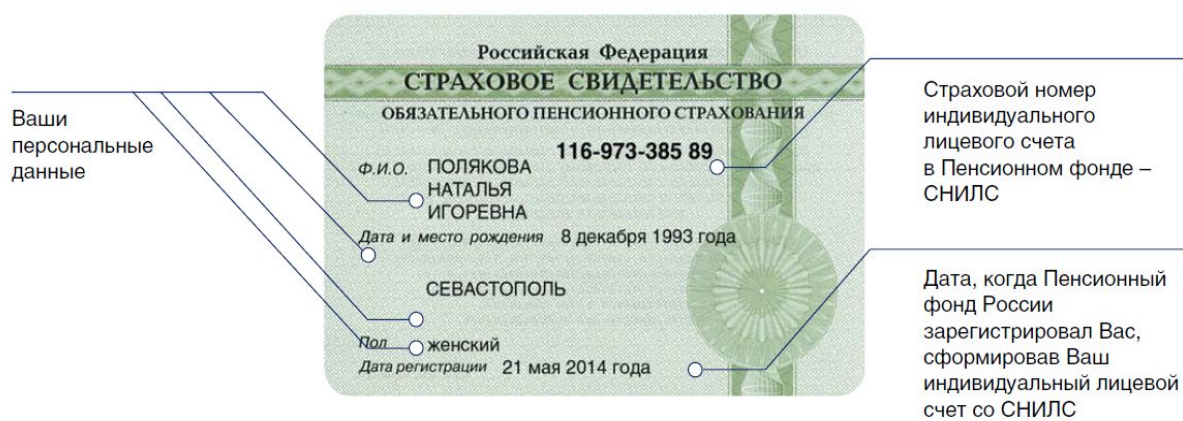 Российская Федерация
СТРАХОВОЕ СВИДЕТЕЛЬСТВО
ОБЯЗАТЕЛЬНОГО ПЕНСИОННОГО СТРАХОВАНИЯ
116-973-385 89
Ф.И.О. ПОЛЯКОВА
НАТАЛЬЯ
ИГОРЕВНА
Дата и место рождения 8 декабря 1993 года
СЕВАСТОПОЛЬ
Пол женский
Дата регистрации 21 мая 2014 года
Ваши
персональные
данные
Страховой номер
индивидуального
лицевого счета
в Пенсионном фонде –
СНИЛС
Дата, когда Пенсионный
фонд России
зарегистрировал Вас,
сформировав Ваш
индивидуальный лицевой
счет со СНИЛС